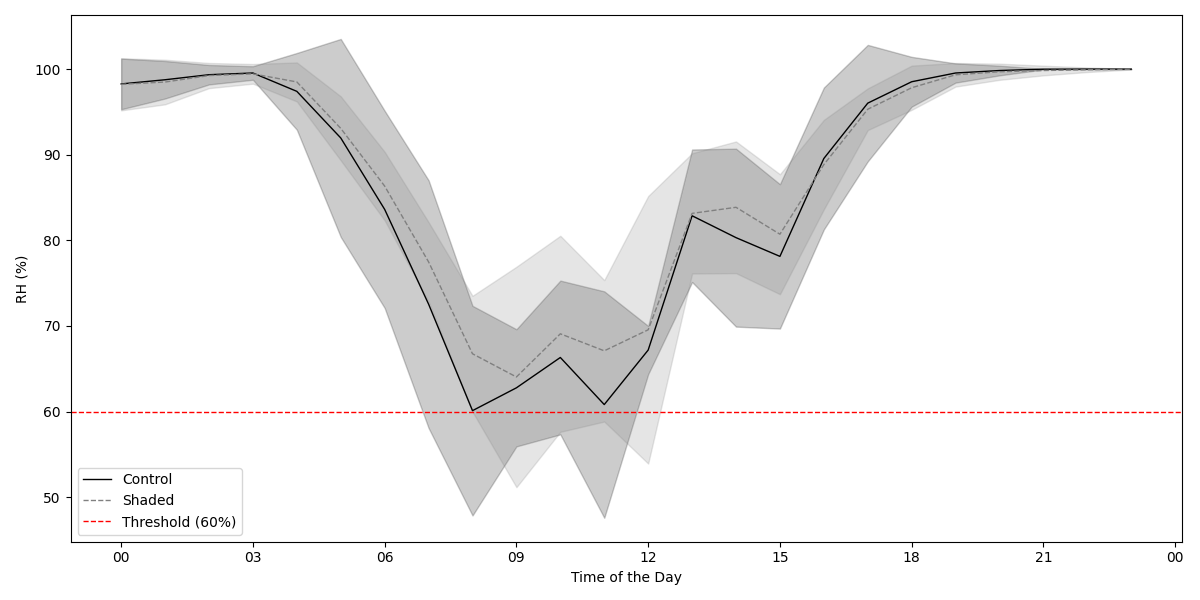 RH (%)
100
90
80
70
60
50
Control
Shaded
Threshold (60%)
00 03 06 09 12 15 18 21 00
Time of the Day